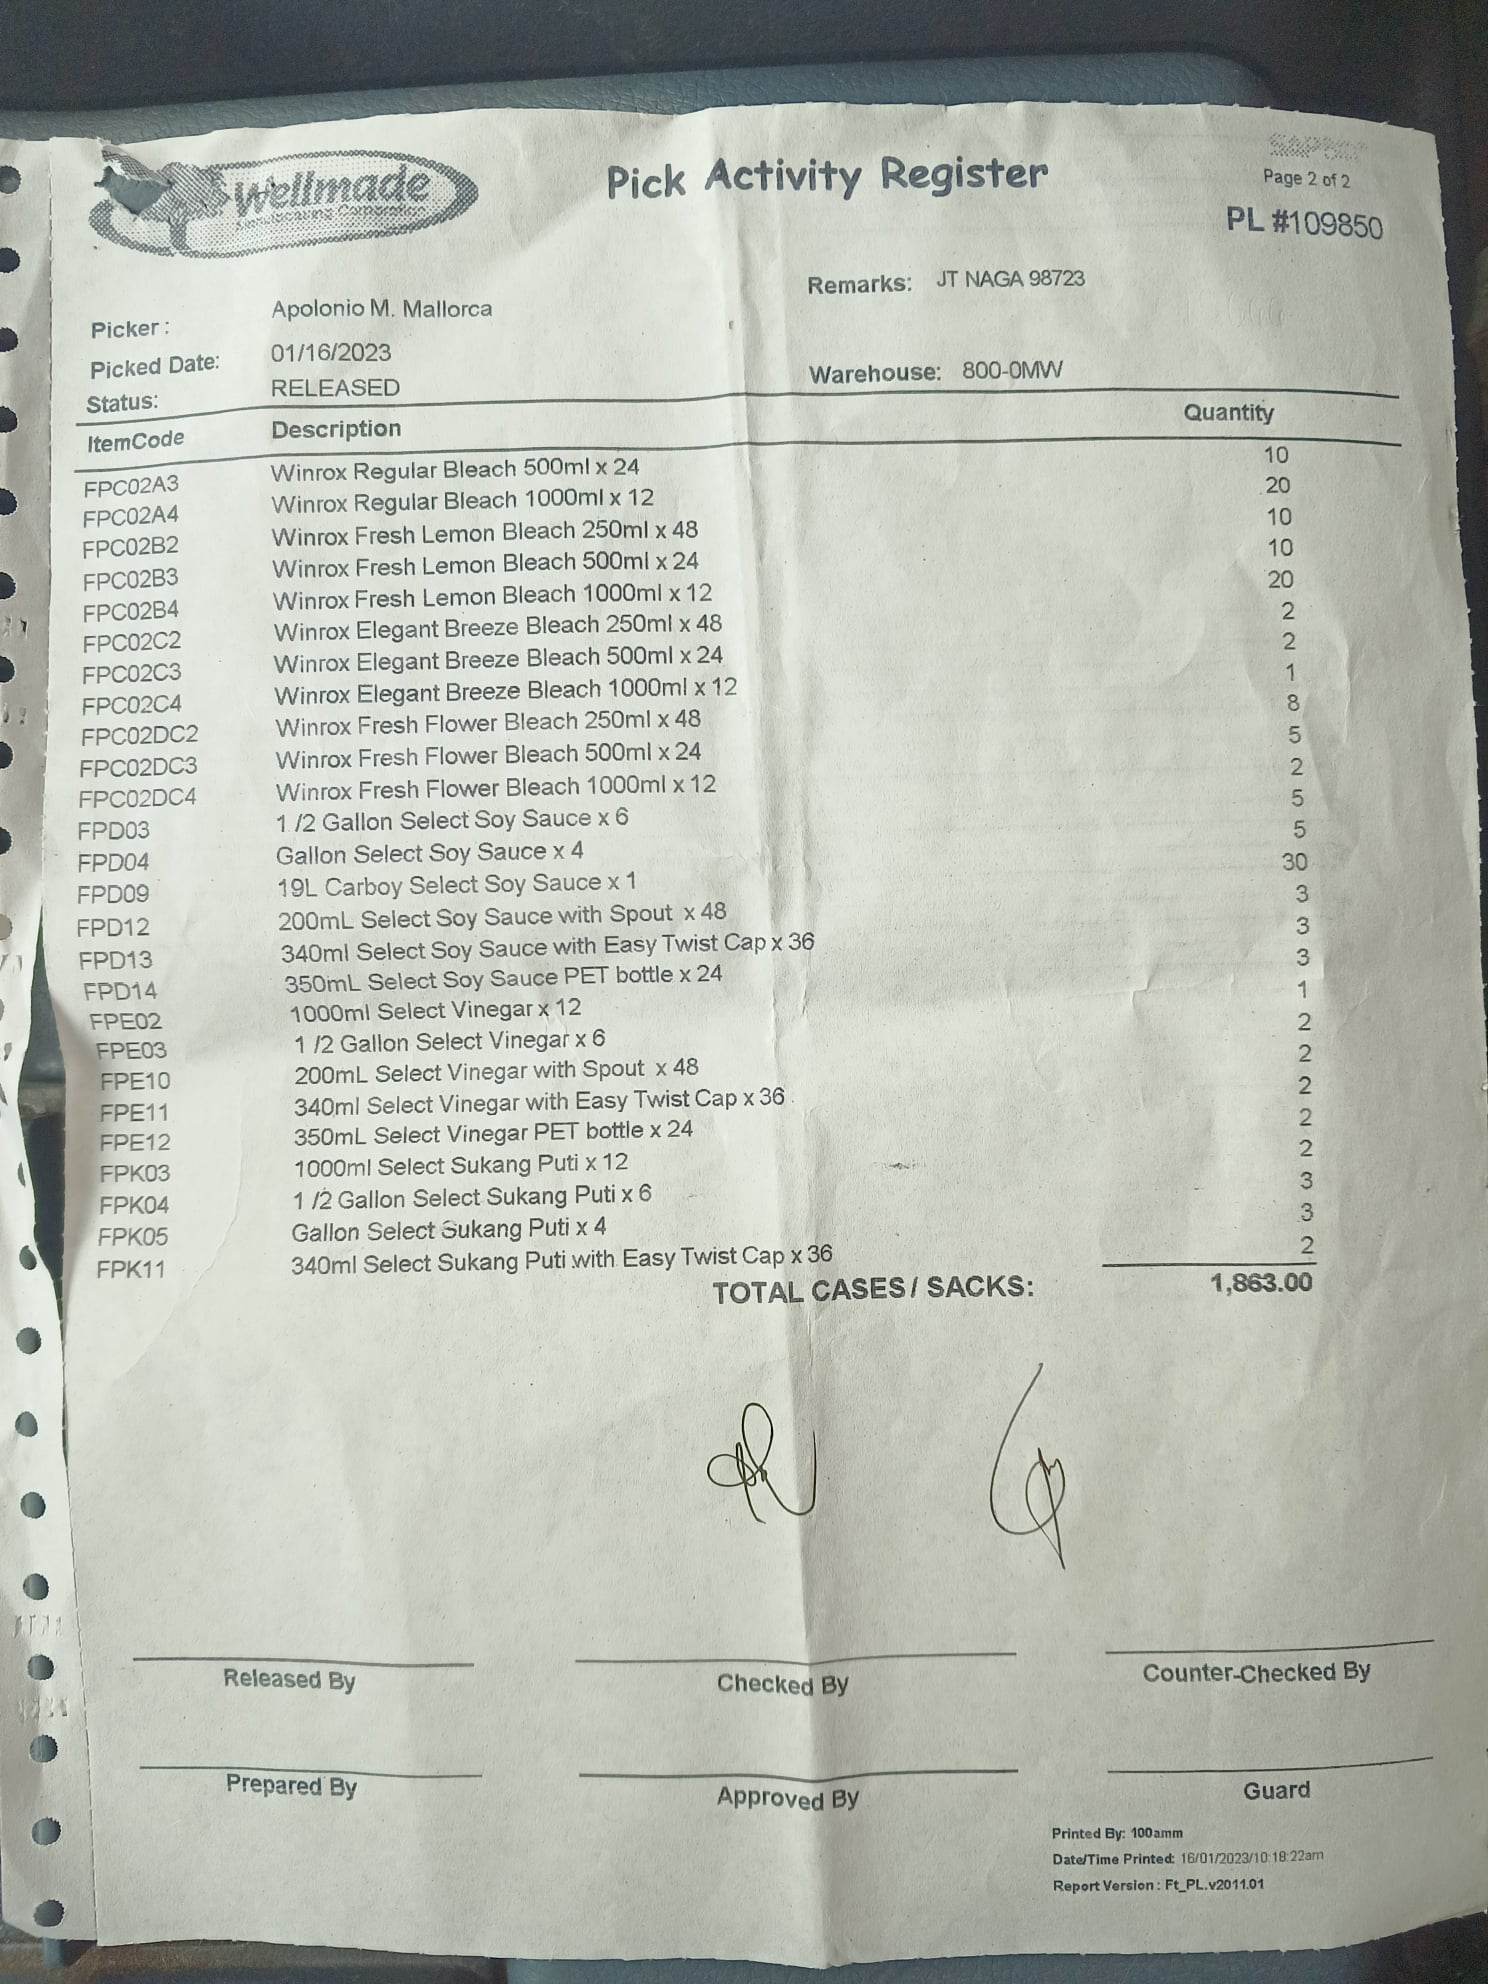 Wellmade
Manufacturing Corporation
Pick Activity Register
Page 2 of 2
PL #109850
Picker: Apolonio M. Mallorca
Remarks: JT NAGA 98723
Picked Date: 01/16/2023
Status: RELEASED
Warehouse: 800-0MW
ItemCode Description Quantity
FPC02A3 Winrox Regular Bleach 500ml x 24 10
FPC02A4 Winrox Regular Bleach 1000ml x 12 20
FPC02B2 Winrox Fresh Lemon Bleach 250ml x 48 10
FPC02B3 Winrox Fresh Lemon Bleach 500ml x 24 10
FPC02B4 Winrox Fresh Lemon Bleach 1000ml x 12 20
FPC02C2 Winrox Elegant Breeze Bleach 250ml x 48 2
FPC02C3 Winrox Elegant Breeze Bleach 500ml x 24 2
FPC02C4 Winrox Elegant Breeze Bleach 1000ml x 12 1
FPC02DC2 Winrox Fresh Flower Bleach 250ml x 48 8
FPC02DC3 Winrox Fresh Flower Bleach 500ml x 24 5
FPC02DC4 Winrox Fresh Flower Bleach 1000ml x 12 2
FPD03 1 /2 Gallon Select Soy Sauce x 6 5
FPD04 Gallon Select Soy Sauce x 4 5
FPD09 19L Carboy Select Soy Sauce x 1 30
FPD12 200mL Select Soy Sauce with Spout x 48 3
FPD13 340ml Select Soy Sauce with Easy Twist Cap x 36 3
FPD14 350mL Select Soy Sauce PET bottle x 24 3
FPE02 1000ml Select Vinegar x 12 1
FPE03 1 /2 Gallon Select Vinegar x 6 2
FPE10 200mL Select Vinegar with Spout x 48 2
FPE11 340ml Select Vinegar with Easy Twist Cap x 36 2
FPE12 350mL Select Vinegar PET bottle x 24 2
FPK03 1000ml Select Sukang Puti x 12 2
FPK04 1 /2 Gallon Select Sukang Puti x 6 3
FPK05 Gallon Select Sukang Puti x 4 3
FPK11 340ml Select Sukang Puti with Easy Twist Cap x 36 2
TOTAL CASES / SACKS: 1,863.00
Released By Checked By Counter-Checked By
Prepared By Approved By Guard
Printed By: 100amm
Date/Time Printed: 16/01/2023/10:18:22am
Report Version : Ft_PL.v2011.01